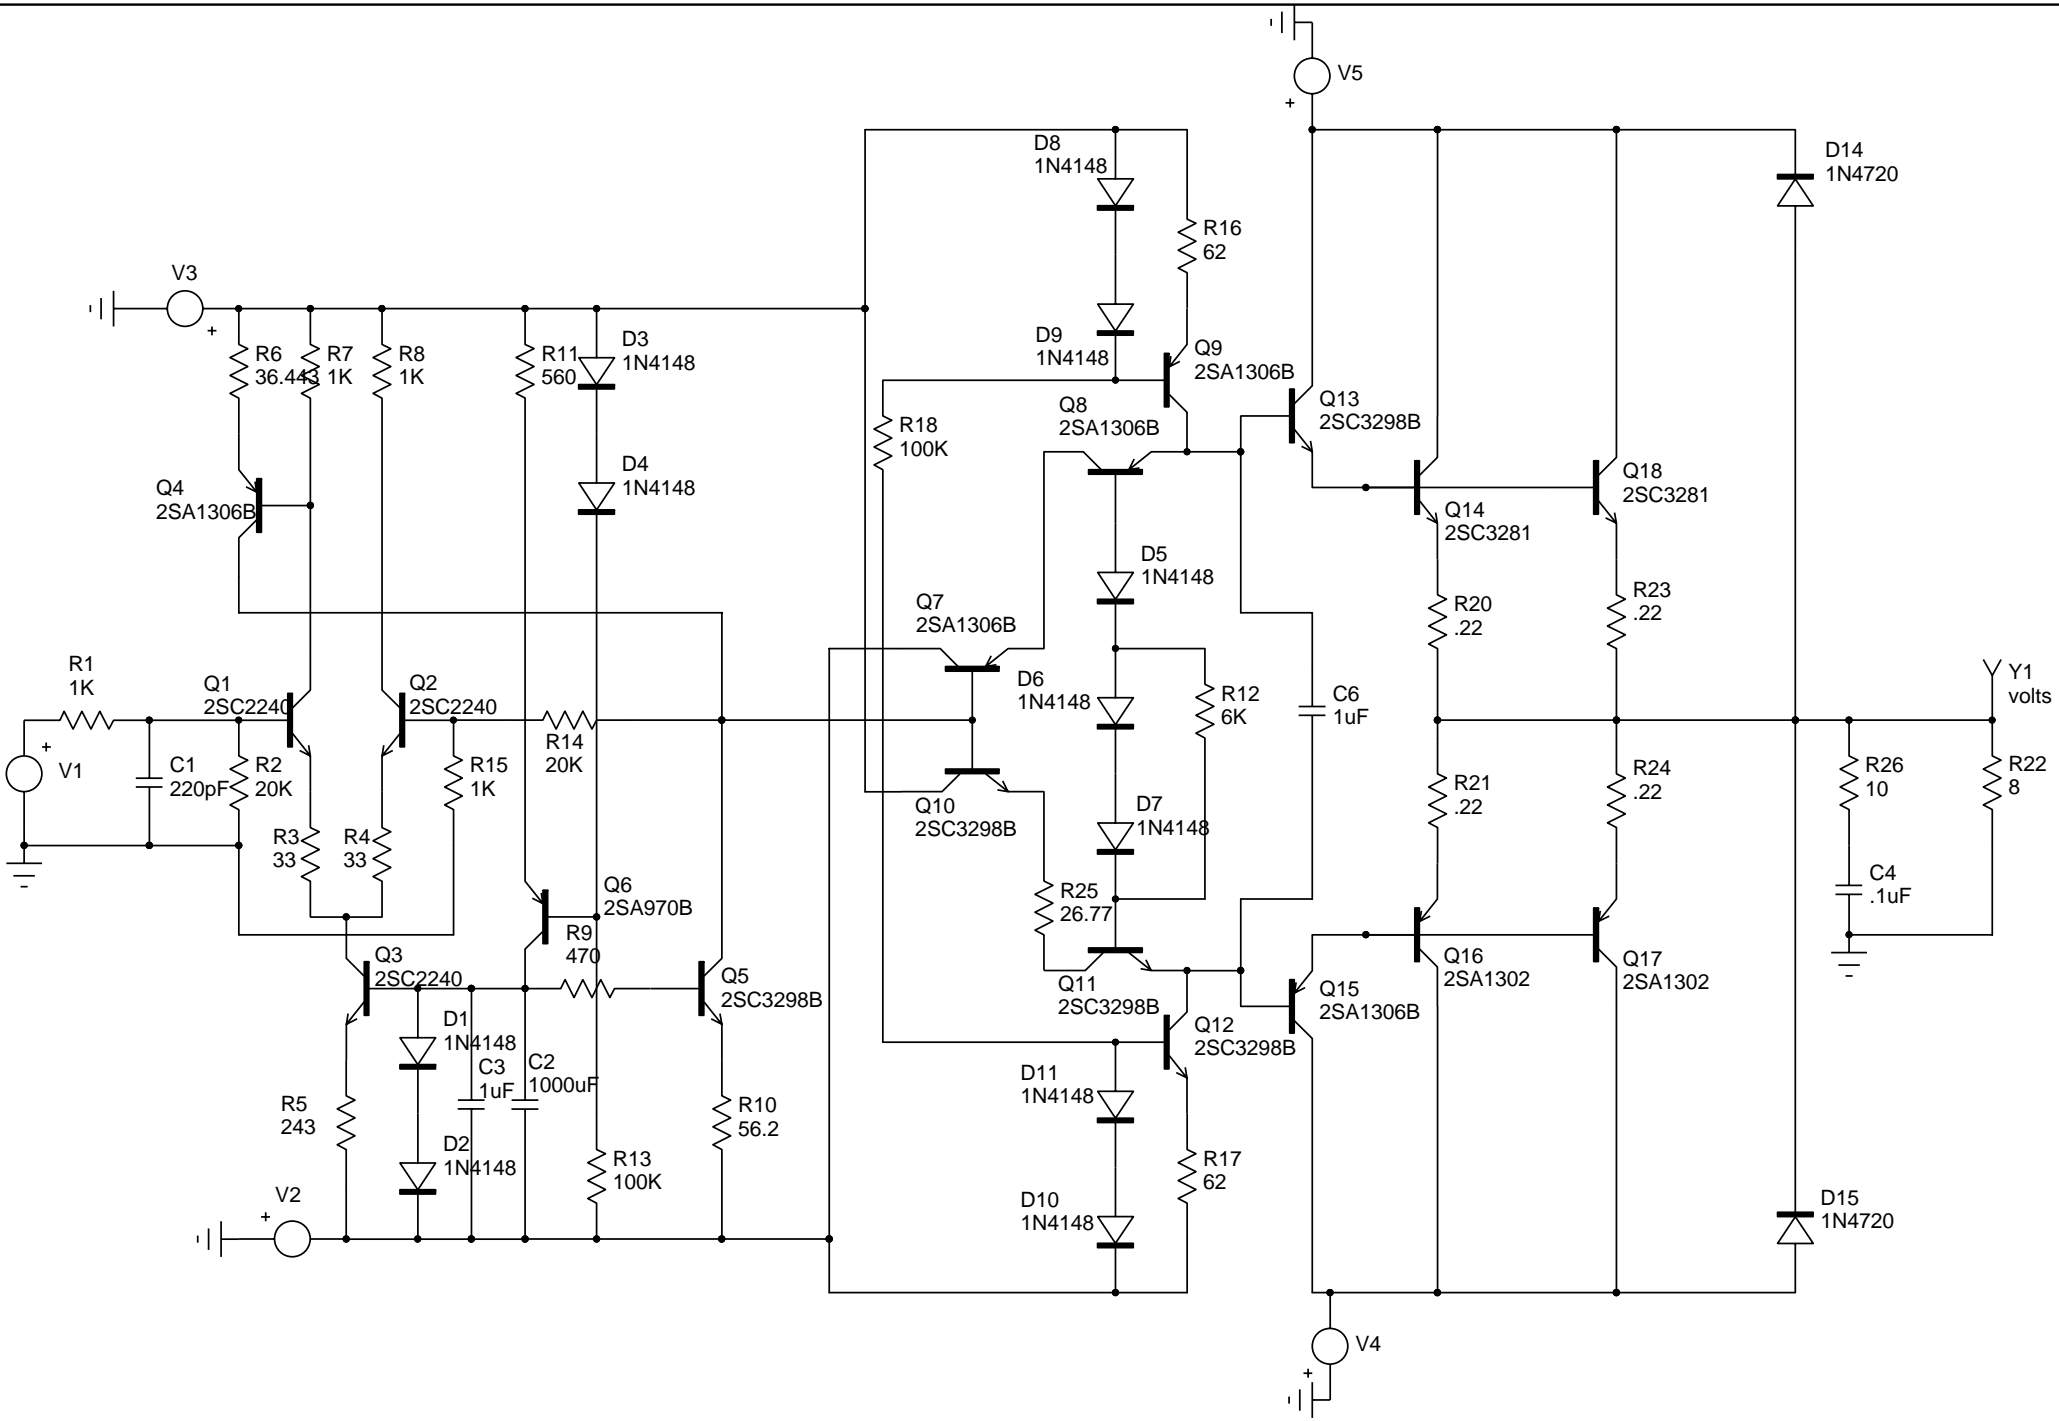 V5
D8
1N4148
D14
1N4720
R16
62
V3
+
+
R6
36.443
R7
1K
R8
1K
R11
560
D3
1N4148
D9
1N4148
Q9
2SA1306B
Q8
2SA1306B
Q13
2SC3298B
R18
100K
D4
1N4148
Q4
2SA1306B
Q18
2SC3281
Q14
2SC3281
D5
1N4148
Q7
2SA1306B
R20
.22
R23
.22
R1
1K
Q1
2SC2240
Q2
2SC2240
D6
1N4148
R12
6K
C6
1uF
Y1
volts
+
V1
C1
220pF
R2
20K
R14
20K
R15
1K
Q10
2SC3298B
D7
1N4148
R21
.22
R24
.22
R26
10
R22
8
R3
33
R4
33
Q6
2SA970B
R25
26.77
C4
.1uF
R9
470
Q3
2SC2240
Q5
2SC3298B
Q11
2SC3298B
Q16
2SA1302
Q17
2SA1302
Q15
2SA1306B
D1
1N4148
C3
1uF
C2
1000uF
Q12
2SC3298B
D11
1N4148
R5
243
R10
56.2
D2
1N4148
R13
100K
R17
62
V2
+
D10
1N4148
D15
1N4720
V4
+